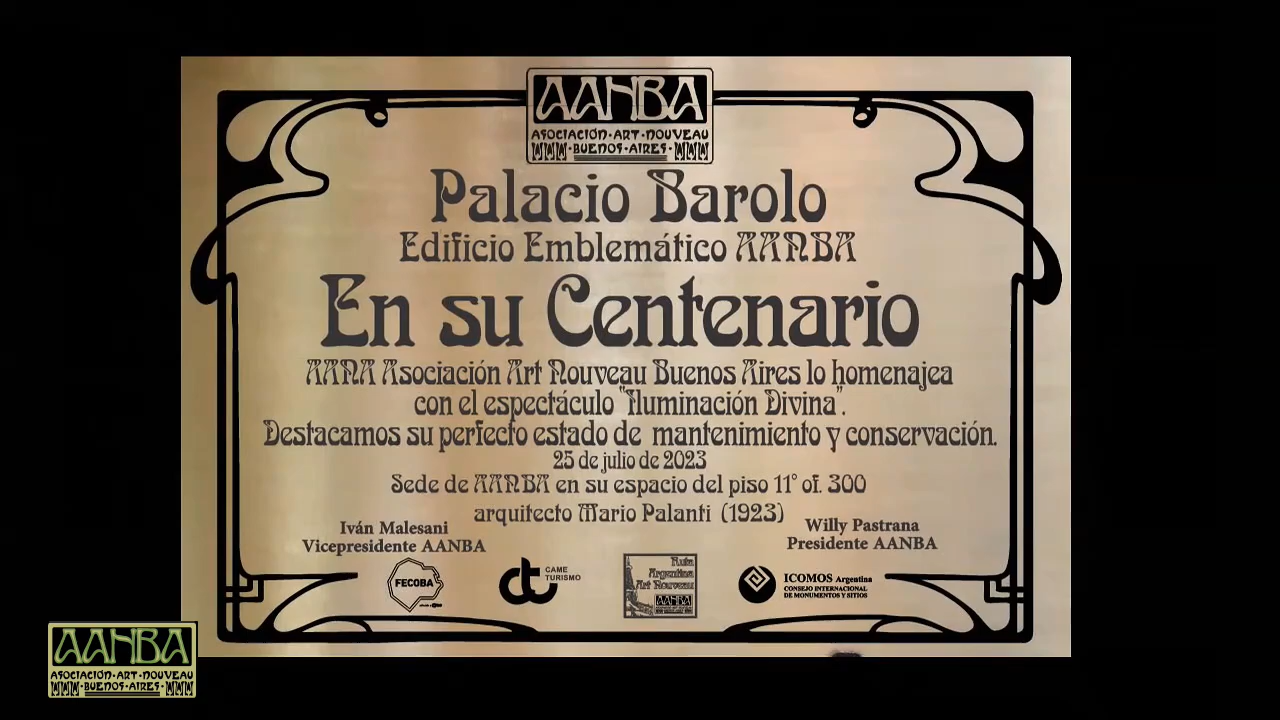 AANBA
ASOCIACIÓN·ART·NOUVEAU
·BUENOS·AIRES·
Palacio Barolo
Edificio Emblemático AANBA
En su Centenario
AANA Asociación Art Nouveau Buenos Aires lo homenajea
con el espectáculo "Iluminación Divina".
Destacamos su perfecto estado de mantenimiento y conservación.
25 de julio de 2023
Sede de AANBA en su espacio del piso 11° of. 300
arquitecto Mario Palanti (1923)
Iván Malesani
Vicepresidente AANBA
Willy Pastrana
Presidente AANBA
FECOBA
ct
CAME
TURISMO
Ruta
Argentina
Art Nouveau
AANBA
ICOMOS Argentina
CONSEJO INTERNACIONAL
DE MONUMENTOS Y SITIOS
AANBA
ASOCIACIÓN·ART·NOUVEAU
·BUENOS·AIRES·